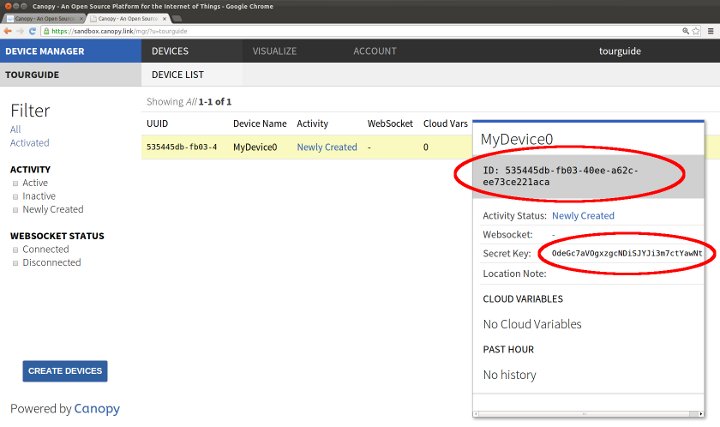 Canopy - An Open Source Platform for the Internet of Things - Google Chrome
Canopy - An Open Source
Canopy - An Open Source
https://sandbox.canopy.link/mgr/?u=tourguide
DEVICE MANAGER
DEVICES
VISUALIZE
ACCOUNT
tourguide
TOURGUIDE
DEVICE LIST
Filter
All
Activated
ACTIVITY
Active
Inactive
Newly Created
WEBSOCKET STATUS
Connected
Disconnected
CREATE DEVICES
Powered by Canopy
Showing All 1-1 of 1
UUID Device Name Activity WebSocket Cloud Vars
535445db-fb03-4 MyDevice0 Newly Created - 0
MyDevice0
ID: 535445db-fb03-40ee-a62c-
ee73ce221aca
Activity Status: Newly Created
Websocket: -
Secret Key: 0deGc7aV0gxzgcNDiSJYJi3m7ctYawNt
Location Note:
CLOUD VARIABLES
No Cloud Variables
PAST HOUR
No history